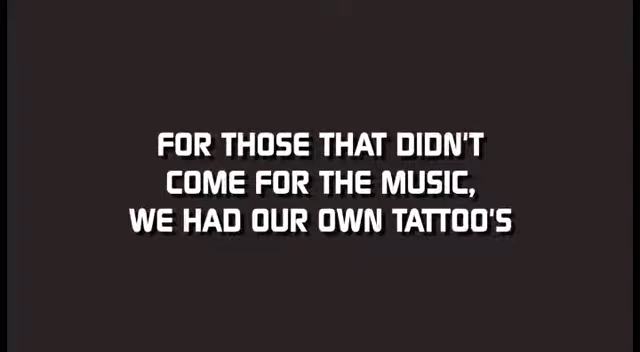 FOR THOSE THAT DIDN'T
COME FOR THE MUSIC,
WE HAD OUR OWN TATTOO'S